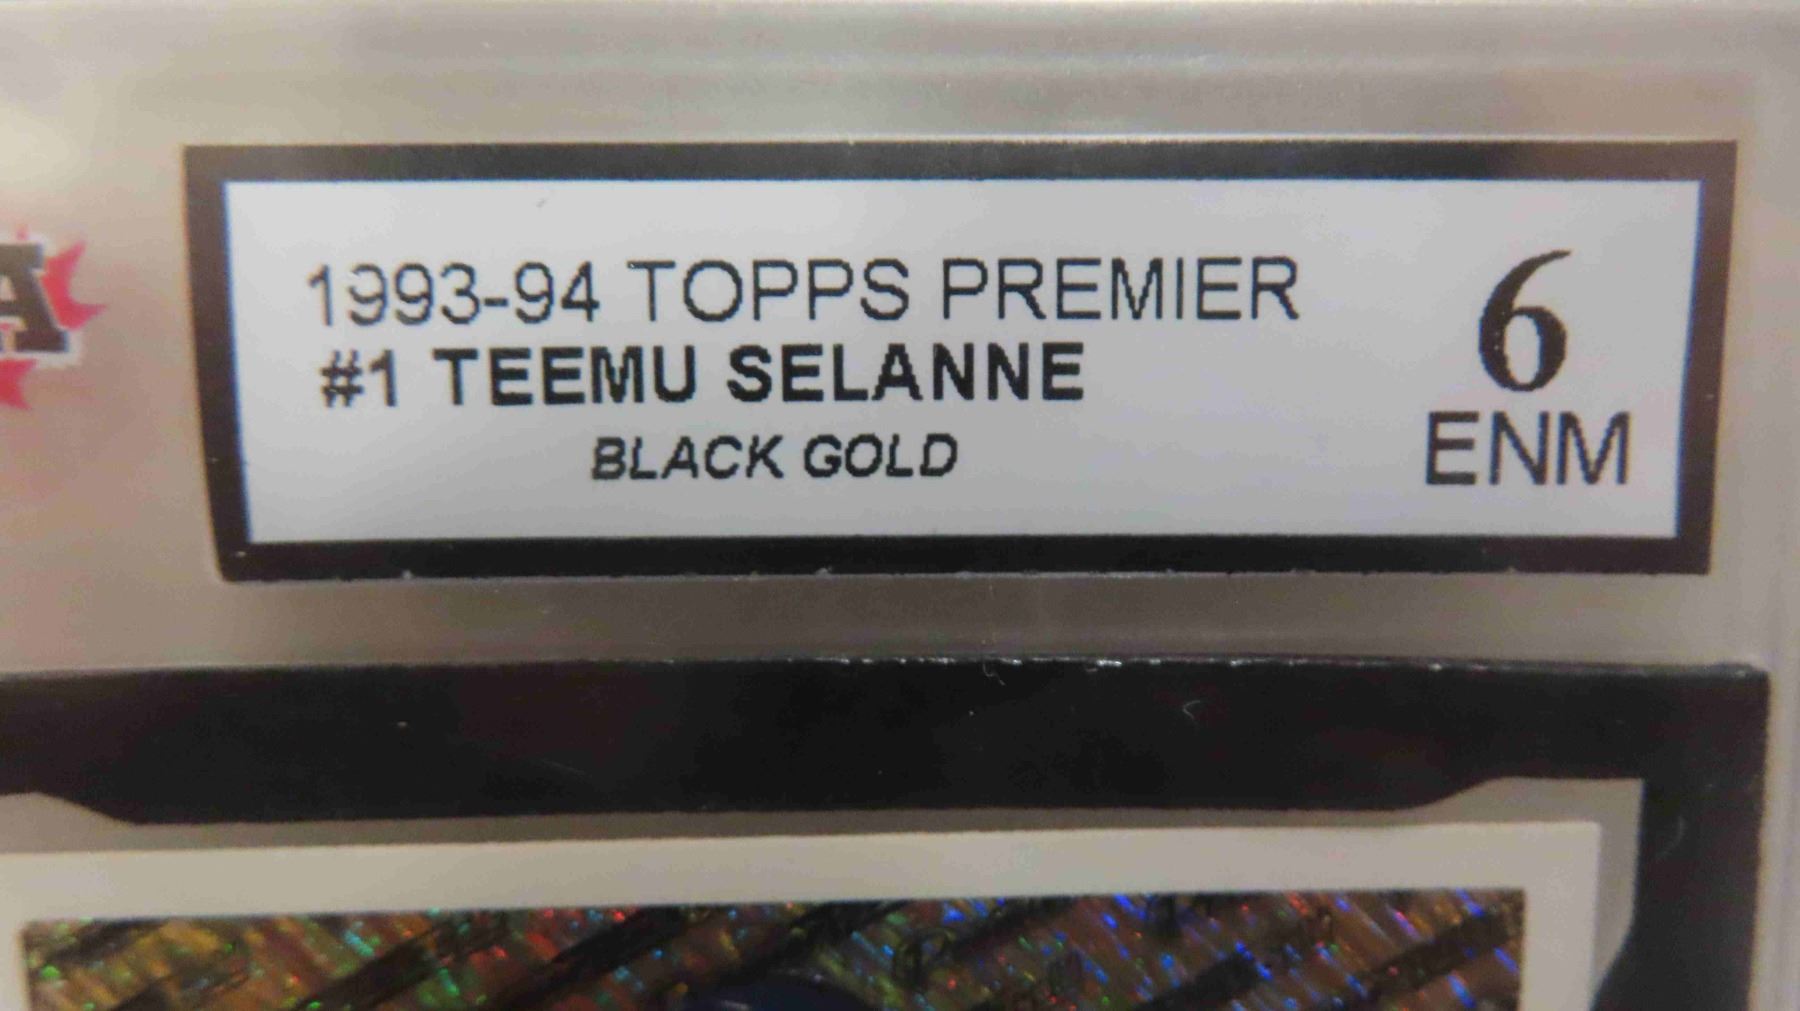 A
1993-94 TOPPS PREMIER
#1 TEEMU SELANNE
BLACK GOLD
6
ENM